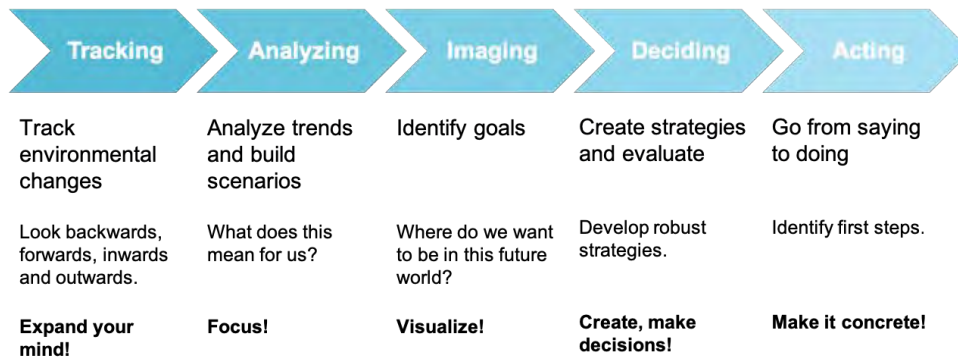 Tracking
Analyzing
Imaging
Deciding
Acting
Track
environmental
changes
Analyze trends
and build
scenarios
Identify goals
Create strategies
and evaluate
Go from saying
to doing
Look backwards,
forwards, inwards
and outwards.
What does this
mean for us?
Where do we want
to be in this future
world?
Develop robust
strategies.
Identify first steps.
Expand your
mind!
Focus!
Visualize!
Create, make
decisions!
Make it concrete!